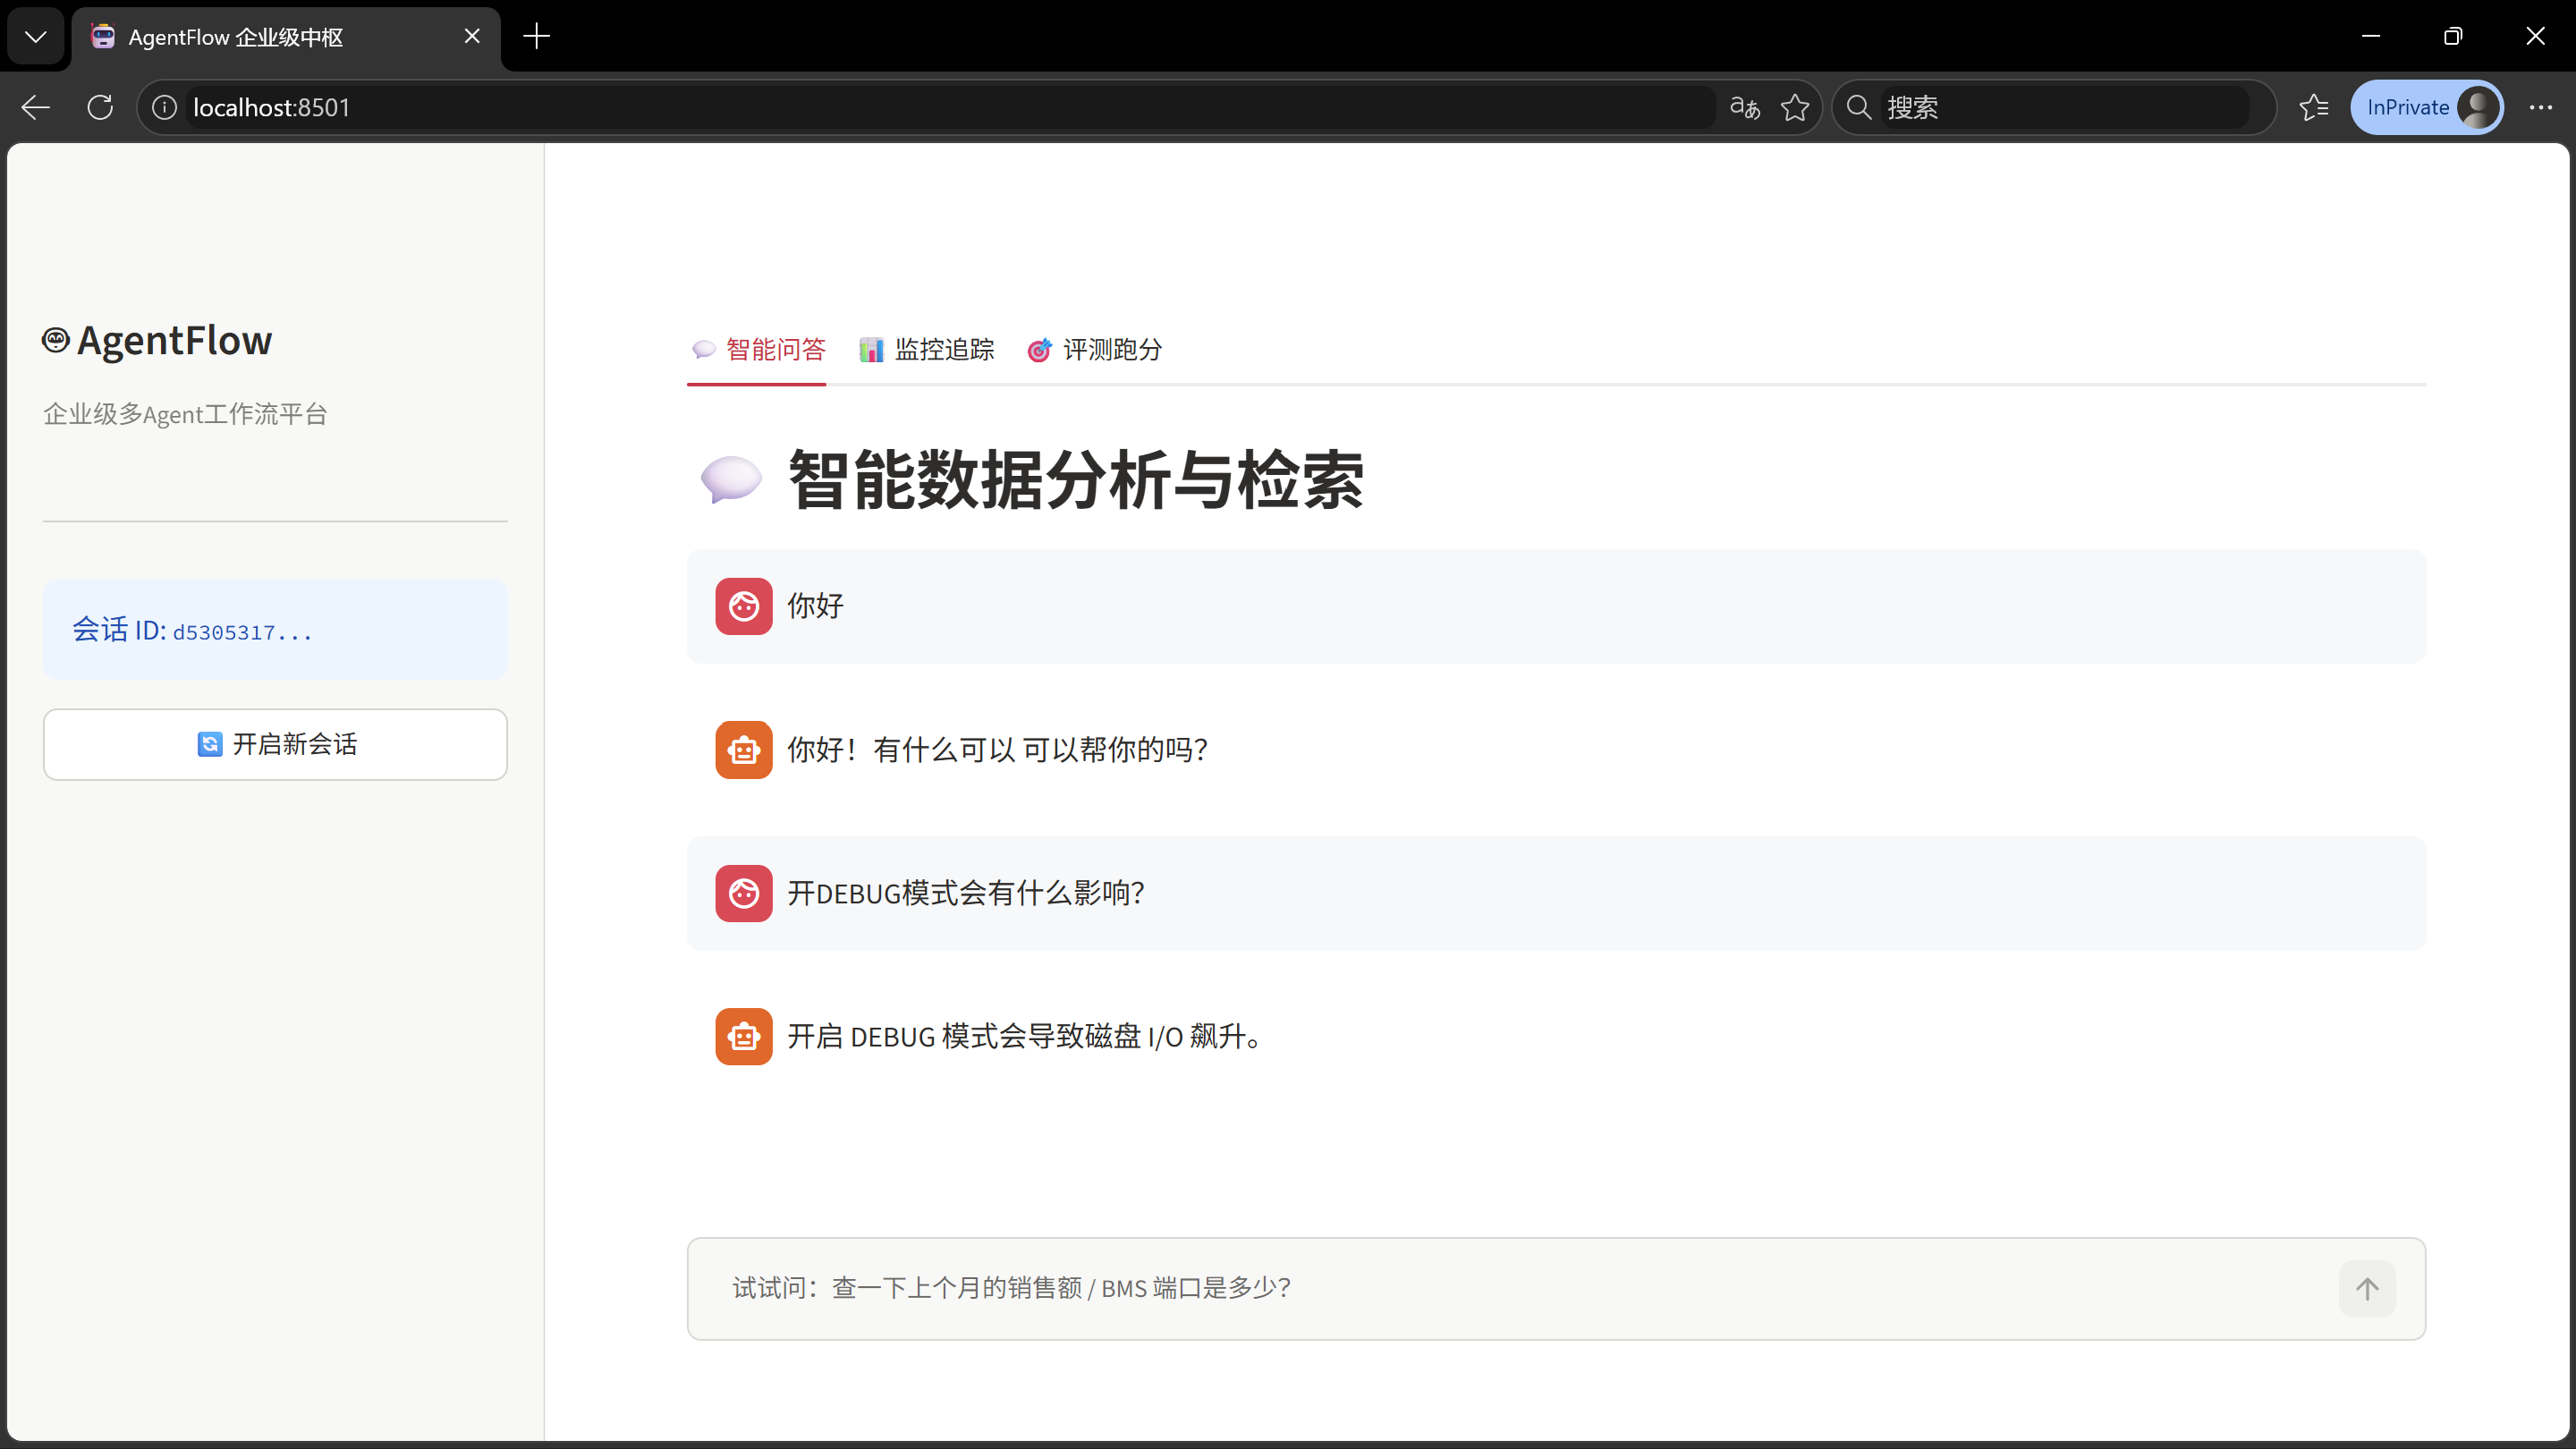 AgentFlow 企业级中枢
localhost:8501
搜索
InPrivate
AgentFlow
企业级多Agent工作流平台
会话 ID: d5305317...
开启新会话
智能问答
监控追踪
评测跑分
智能数据分析与检索
你好
你好！有什么可以 可以帮你的吗？
开DEBUG模式会有什么影响？
开启 DEBUG 模式会导致磁盘 I/O 飙升。
试试问：查一下上个月的销售额 / BMS 端口是多少？